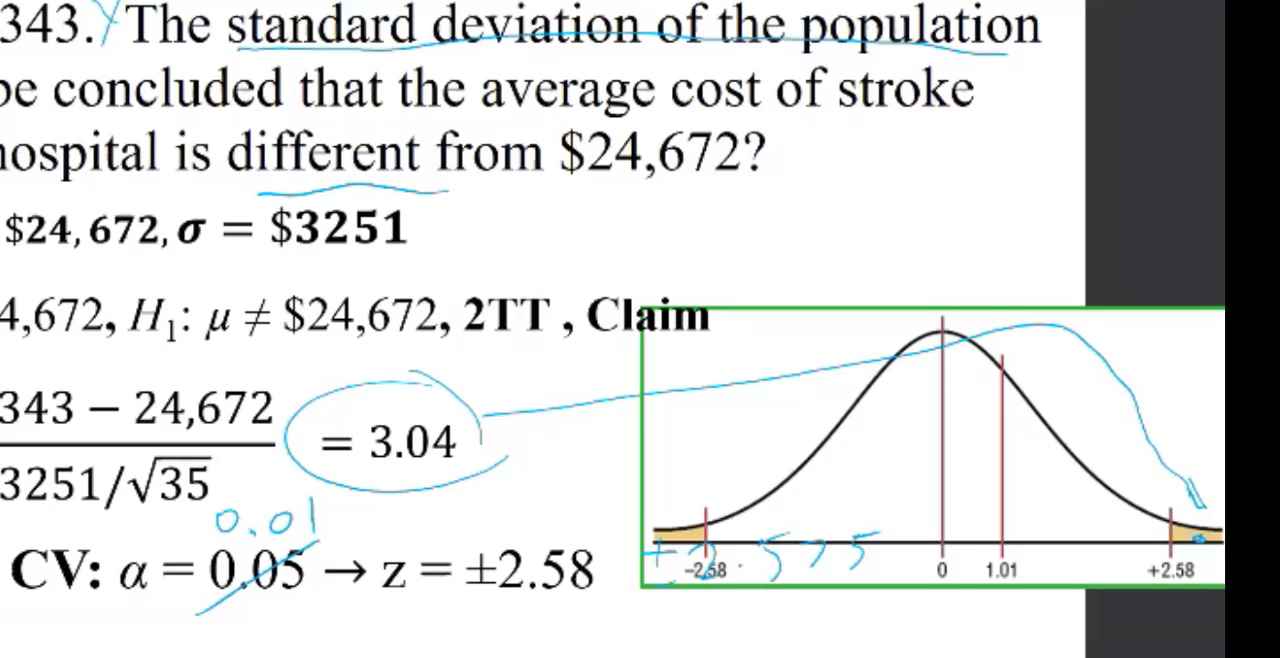 343. The standard deviation of the population
be concluded that the average cost of stroke
hospital is different from $24,672?
$24,672, σ = $3251
4,672, H₁: μ ≠ $24,672, 2TT , Claim
343 − 24,672
3251/√35
= 3.04
0.01
CV: α = 0.05 → z = ±2.58
±2.575
−2.58 0 1.01 +2.58